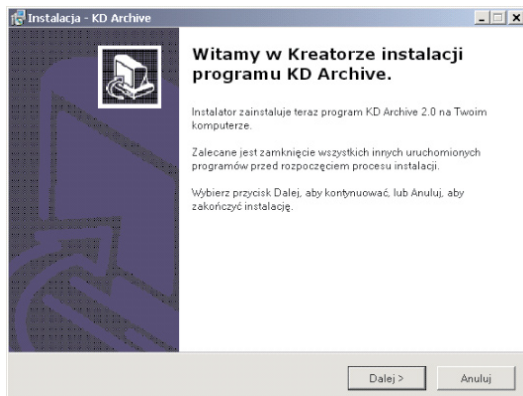 Instalacja - KD Archive
Witamy w Kreatorze instalacji
programu KD Archive.
Instalator zainstaluje teraz program KD Archive 2.0 na Twoim
komputerze.
Zalecane jest zamknięcie wszystkich innych uruchomionych
programów przed rozpoczęciem procesu instalacji.
Wybierz przycisk Dalej, aby kontynuować, lub Anuluj, aby
zakończyć instalację.
Dalej >
Anuluj